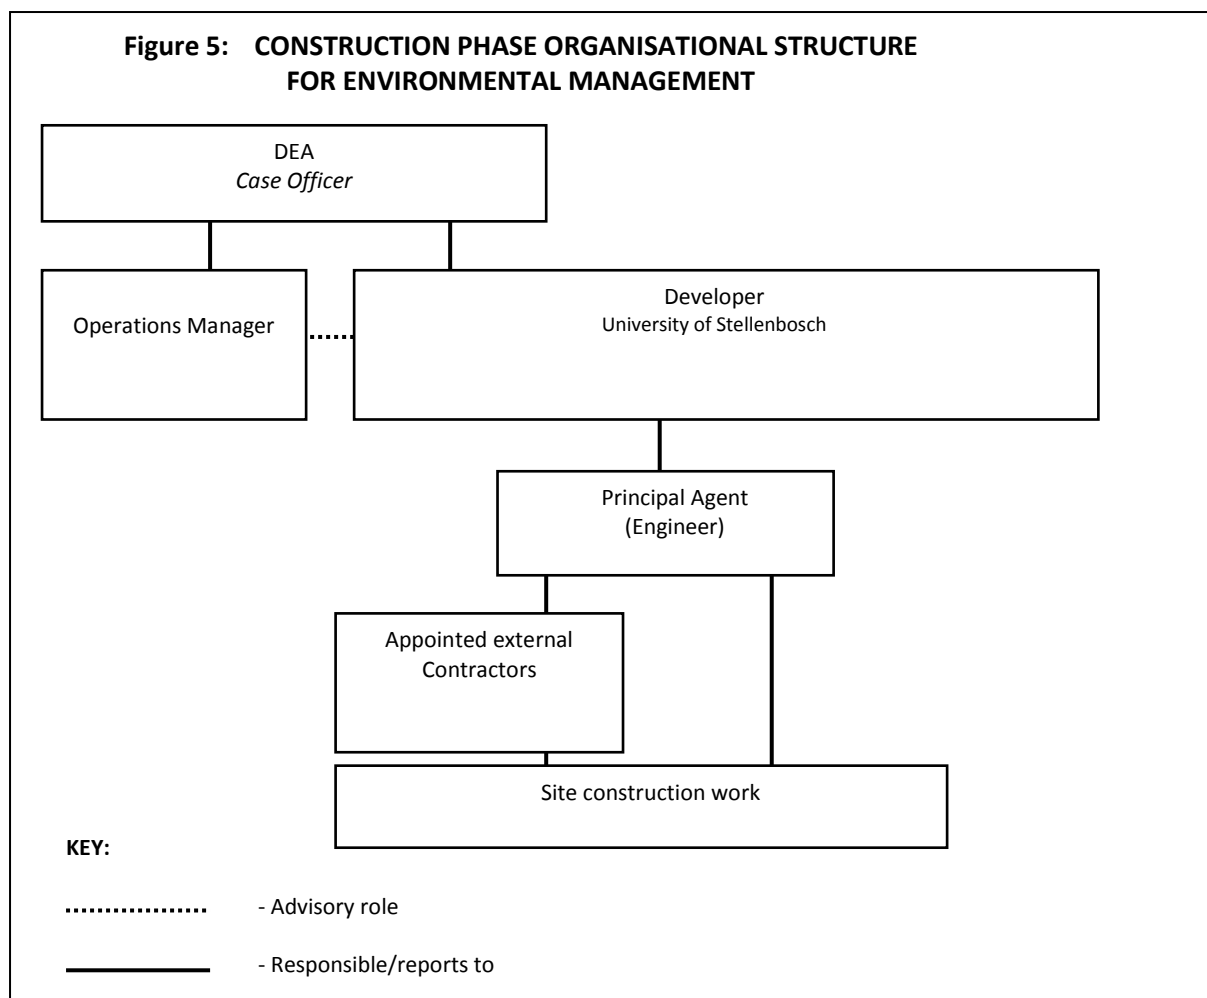 Figure 5: CONSTRUCTION PHASE ORGANISATIONAL STRUCTURE
FOR ENVIRONMENTAL MANAGEMENT
DEA
Case Officer
Operations Manager
Developer
University of Stellenbosch
Principal Agent
(Engineer)
Appointed external
Contractors
Site construction work
KEY:
- Advisory role
- Responsible/reports to